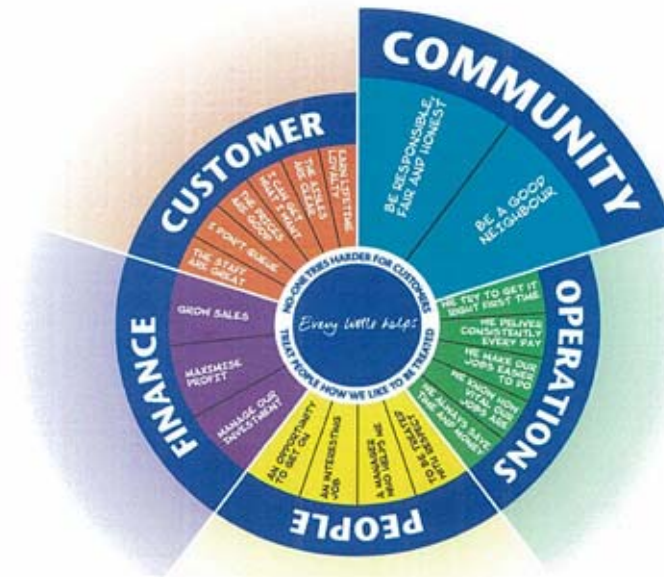 COMMUNITY
BE RESPONSIBLE,
FAIR AND HONEST
BE A GOOD
NEIGHBOUR
OPERATIONS
WE TRY TO GET IT
RIGHT FIRST TIME
WE DELIVER
CONSISTENTLY
EVERY DAY
WE MAKE OUR
JOBS EASIER
TO DO
WE KNOW HOW
VITAL OUR
JOBS ARE
WE ALWAYS SAVE
TIME AND MONEY
PEOPLE
TO BE TREATED
WITH RESPECT
A MANAGER
WHO HELPS ME
AN INTERESTING
JOB
AN OPPORTUNITY
TO GET ON
FINANCE
MANAGE OUR
INVESTMENT
MAXIMISE
PROFIT
GROW SALES
CUSTOMER
THE STAFF
ARE GREAT
I DON'T QUEUE
THE PRICES
ARE GOOD
I CAN GET
WHAT I WANT
THE AISLES
ARE CLEAR
EARN LIFETIME
LOYALTY
NO-ONE TRIES HARDER FOR CUSTOMERS
Every little helps
TREAT PEOPLE HOW WE LIKE TO BE TREATED